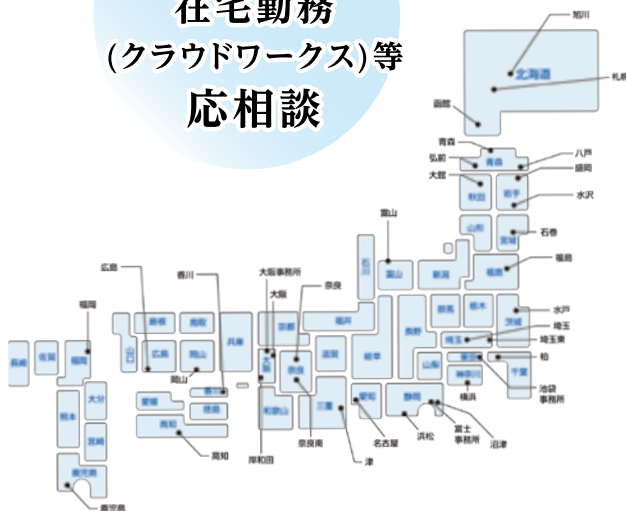 在宅勤務
(クラウドワークス)等
応相談
旭川
北海道
札幌
函館
青森
弘前
青森
八戸
盛岡
大館
秋田
岩手
水沢
富山
山形
宮城
石巻
石川
富山
新潟
福島
福島
広島
香川
大阪事務所
大阪
奈良
福岡
島根
鳥取
兵庫
京都
福井
長野
群馬
栃木
茨城
水戸
埼玉
埼玉
埼玉東
長崎
佐賀
福岡
山口
広島
岡山
大阪
奈良
滋賀
岐阜
山梨
東京
千葉
柏
神奈川
池袋
事務所
岡山
香川
愛媛
徳島
和歌山
三重
愛知
静岡
横浜
熊本
大分
高知
宮崎
奈良南
名古屋
浜松
富士
事務所
沼津
高知
岸和田
津
鹿児島
鹿児島